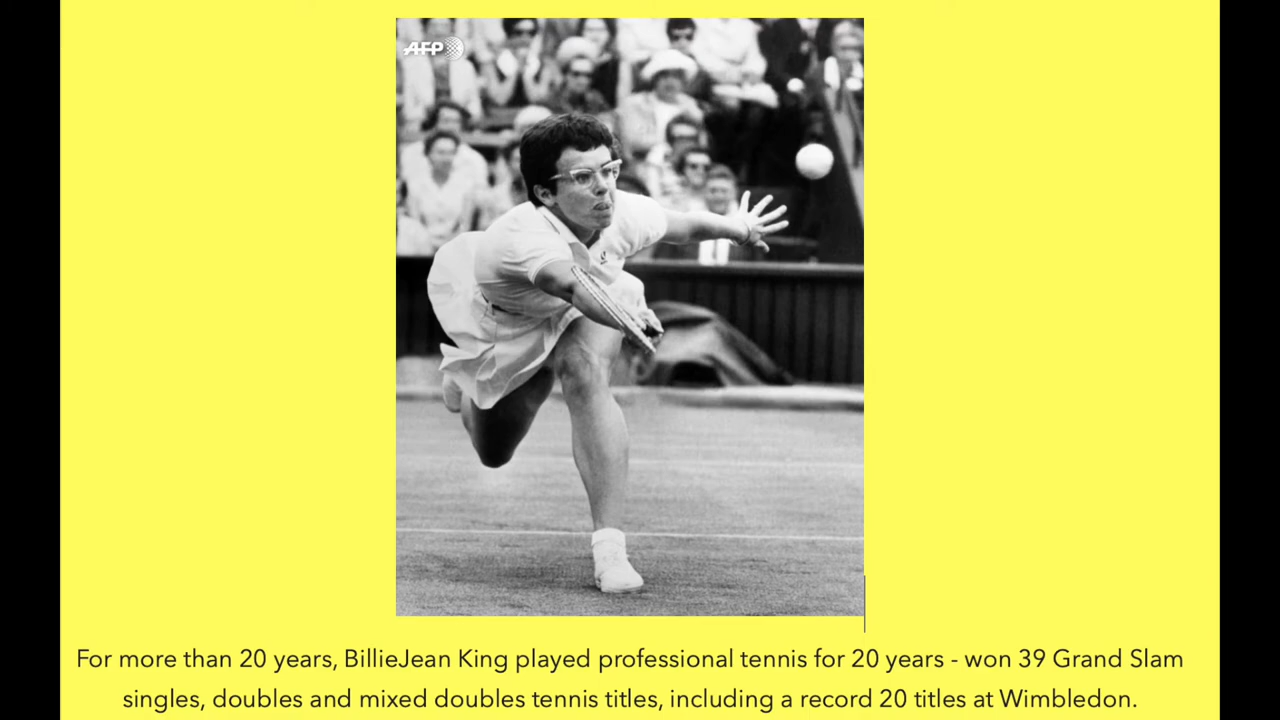 AFP
For more than 20 years, BillieJean King played professional tennis for 20 years - won 39 Grand Slam
singles, doubles and mixed doubles tennis titles, including a record 20 titles at Wimbledon.